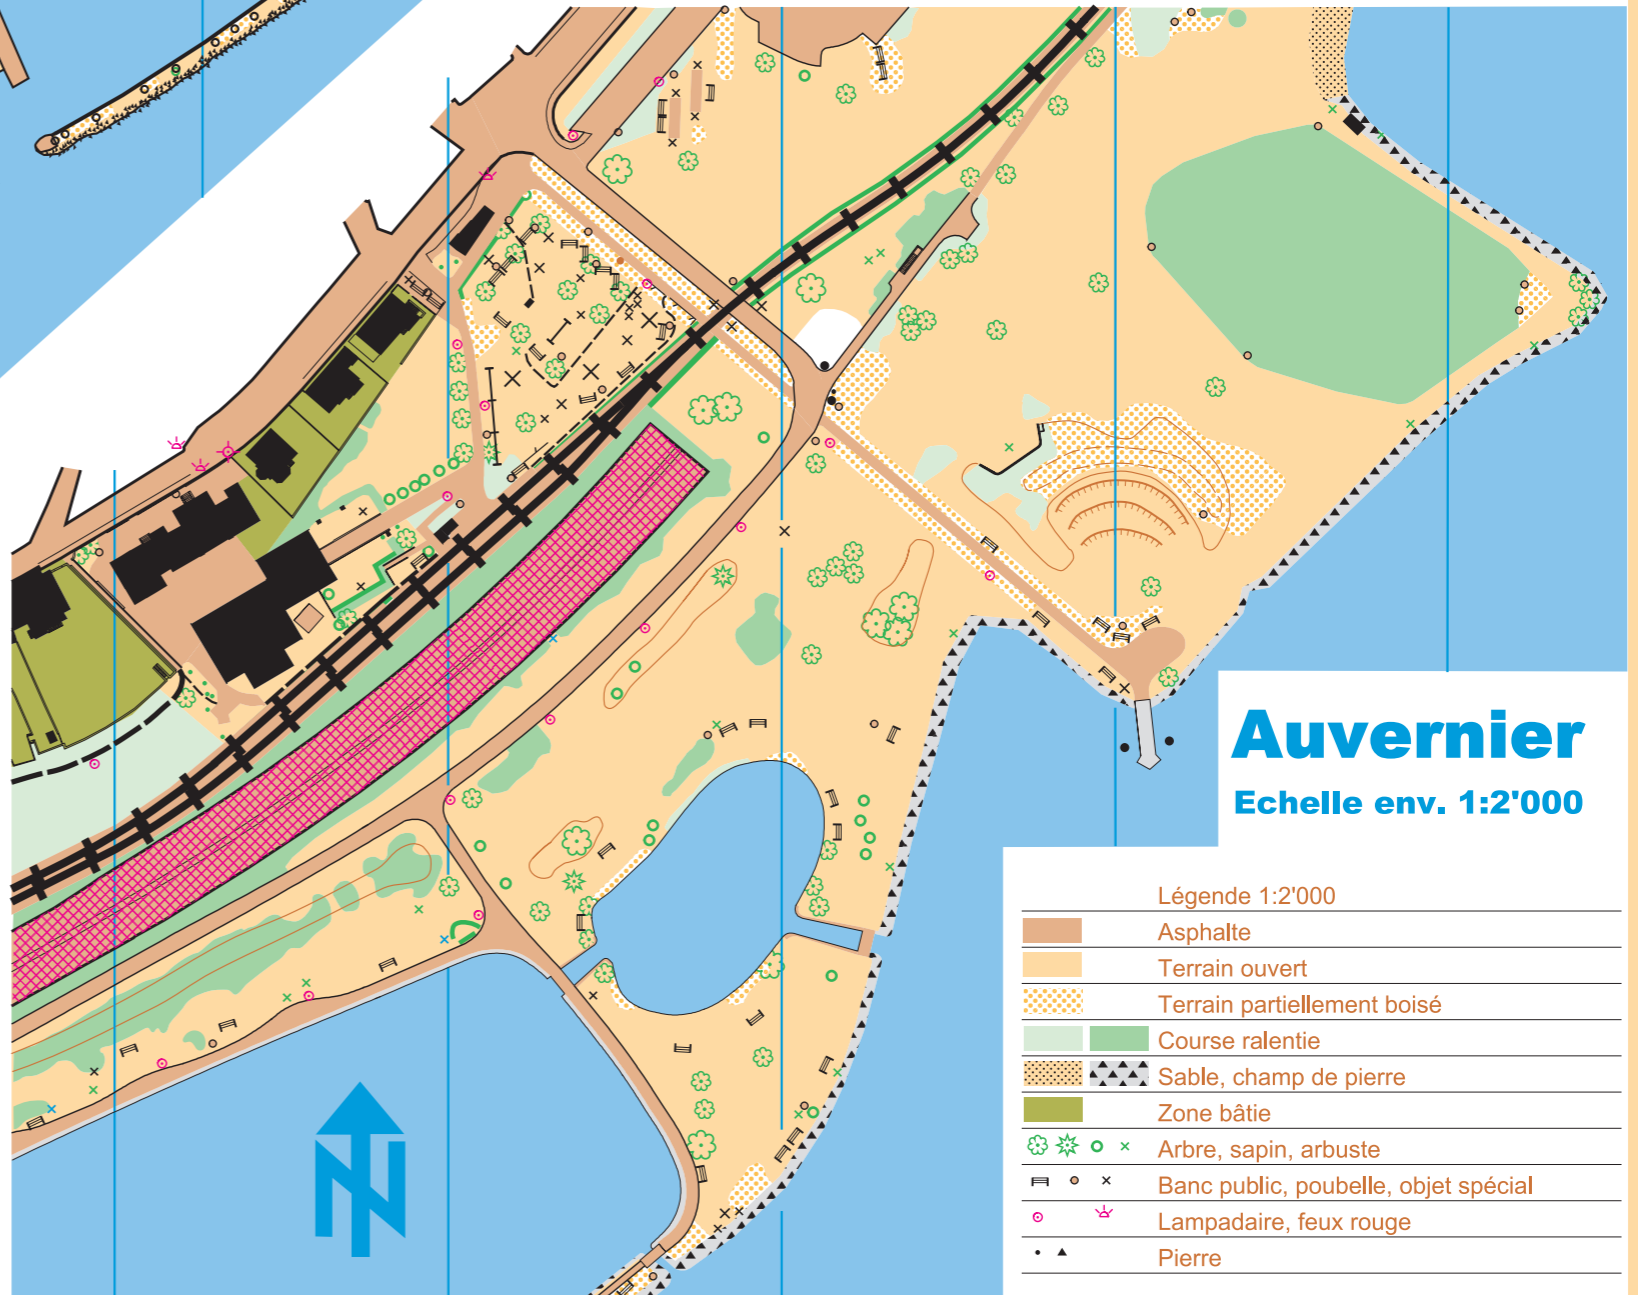 Auvernier
Echelle env. 1:2'000
Légende 1:2'000
Asphalte
Terrain ouvert
Terrain partiellement boisé
Course ralentie
Sable, champ de pierre
Zone bâtie
Arbre, sapin, arbuste
Banc public, poubelle, objet spécial
Lampadaire, feux rouge
Pierre